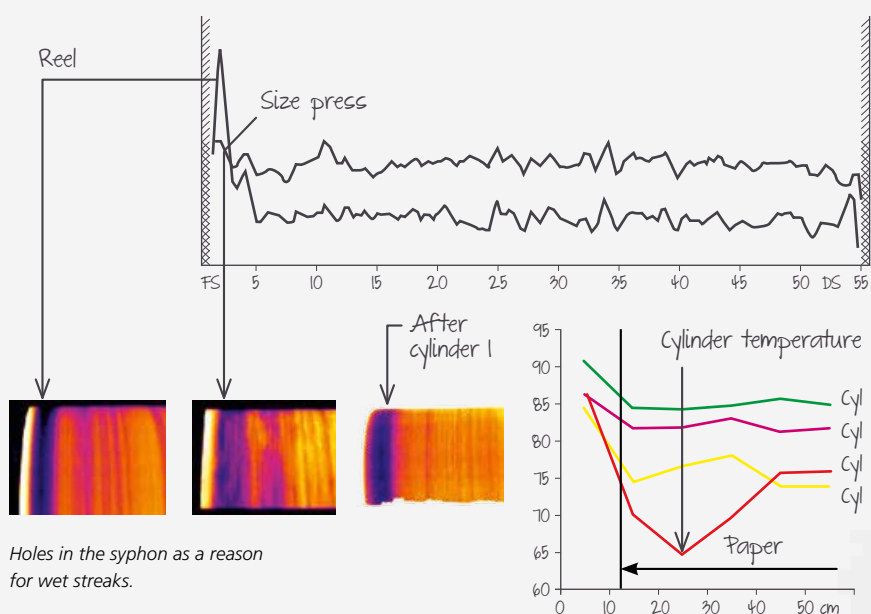 Reel
Size press
FS 5 10 15 20 25 30 35 40 45 50 DS 55
After
cylinder 1
95
90
85
80
75
70
65
60
Cylinder temperature
Cyl
Cyl
Cyl
Cyl
Paper
0 10 20 30 40 50 cm
Holes in the syphon as a reason
for wet streaks.